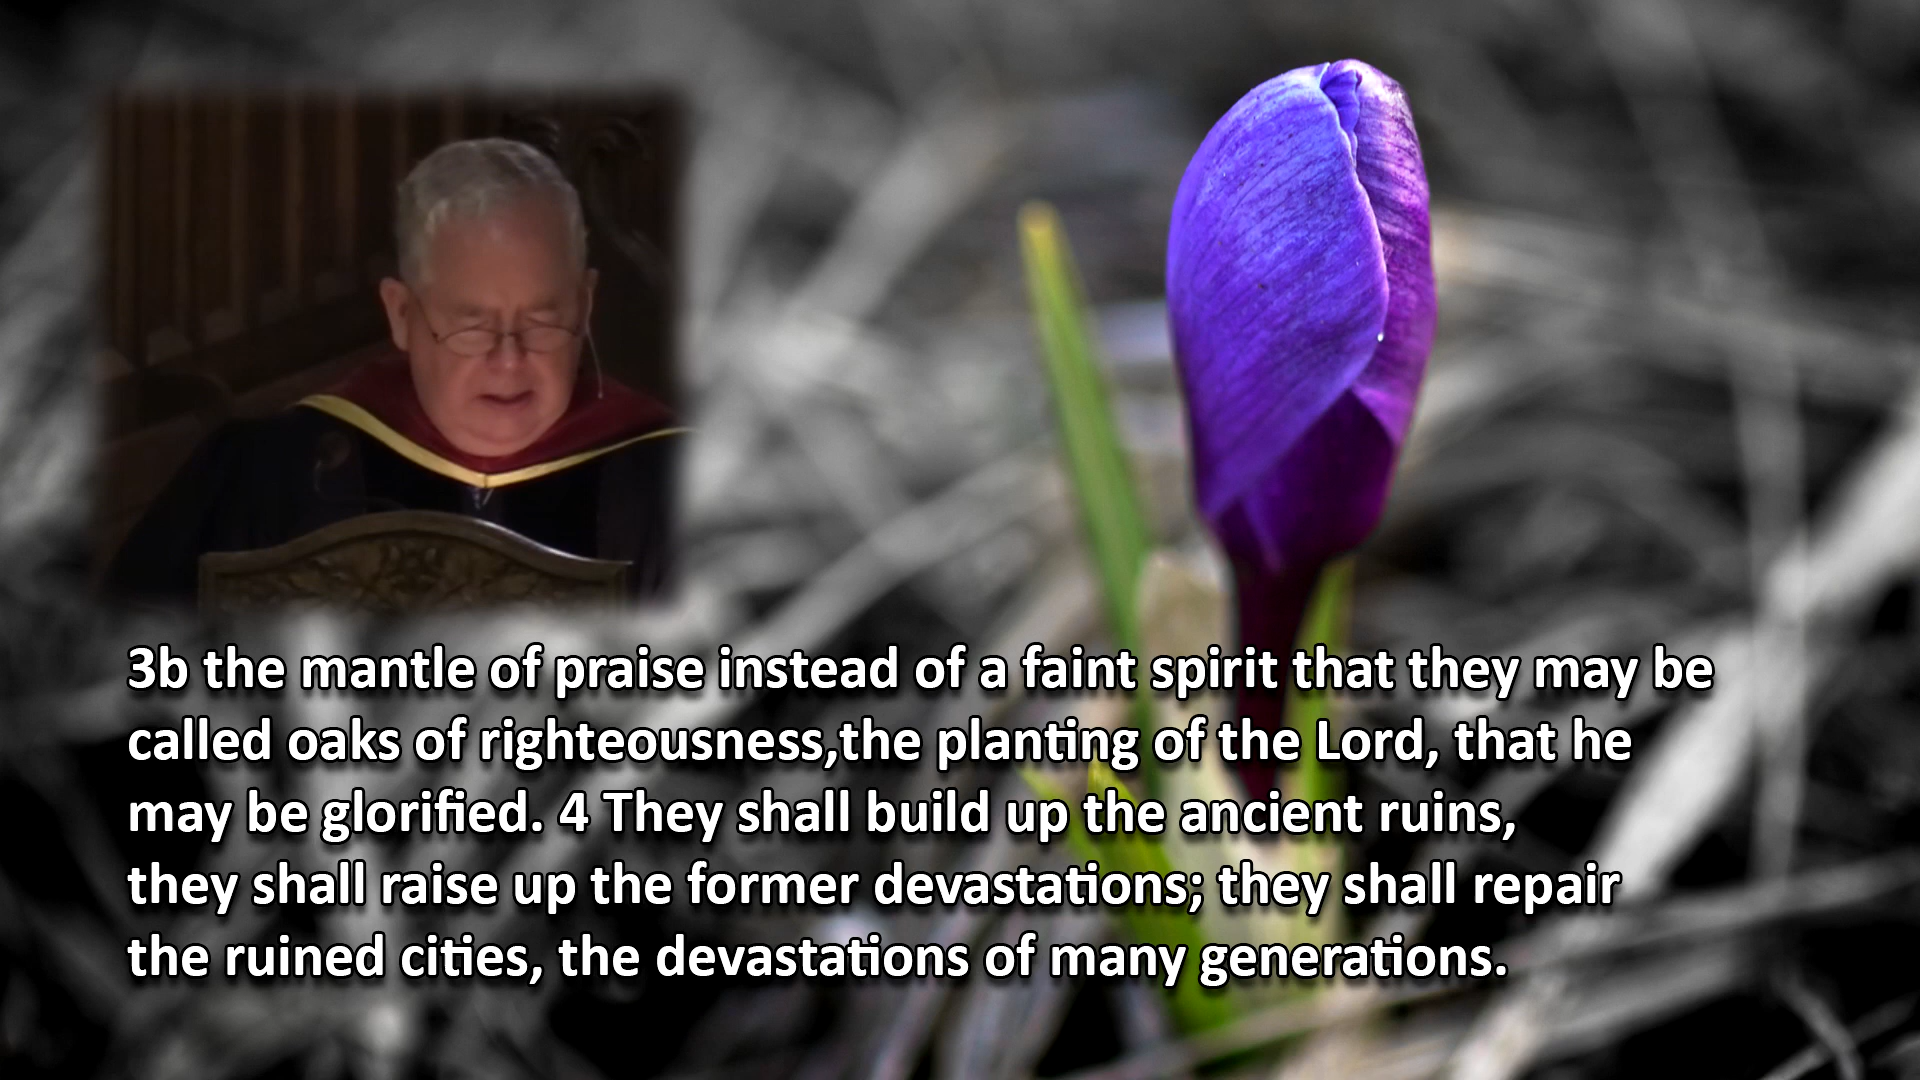 3b the mantle of praise instead of a faint spirit that they may be
called oaks of righteousness,the planting of the Lord, that he
may be glorified. 4 They shall build up the ancient ruins,
they shall raise up the former devastations; they shall repair
the ruined cities, the devastations of many generations.